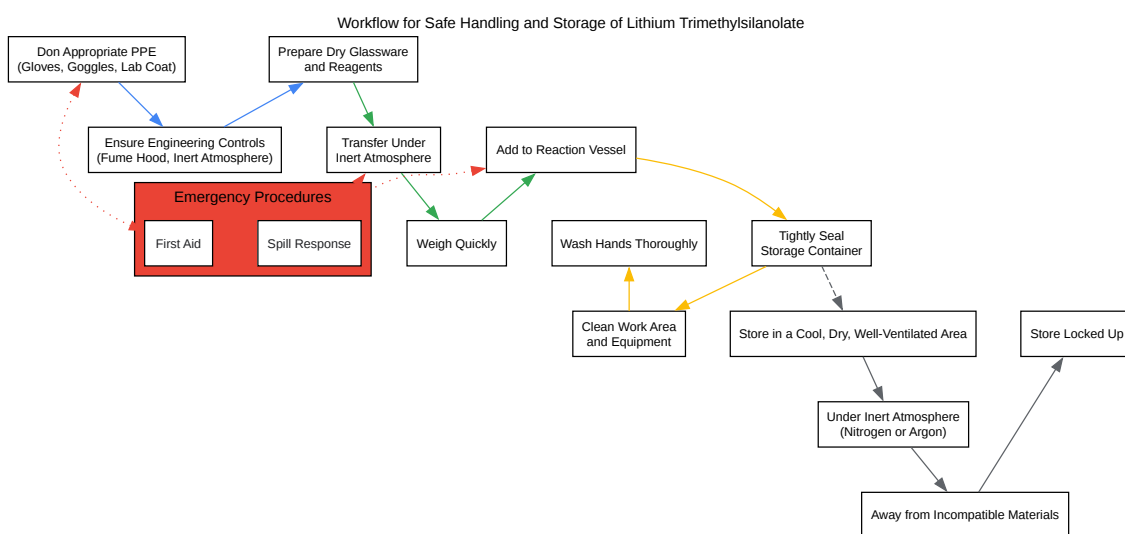 Workflow for Safe Handling and Storage of Lithium Trimethylsilanolate
Don Appropriate PPE
(Gloves, Goggles, Lab Coat)
Prepare Dry Glassware
and Reagents
Ensure Engineering Controls
(Fume Hood, Inert Atmosphere)
Transfer Under
Inert Atmosphere
Add to Reaction Vessel
Emergency Procedures
First Aid
Spill Response
Weigh Quickly
Wash Hands Thoroughly
Tightly Seal
Storage Container
Clean Work Area
and Equipment
Store in a Cool, Dry, Well-Ventilated Area
Store Locked Up
Under Inert Atmosphere
(Nitrogen or Argon)
Away from Incompatible Materials